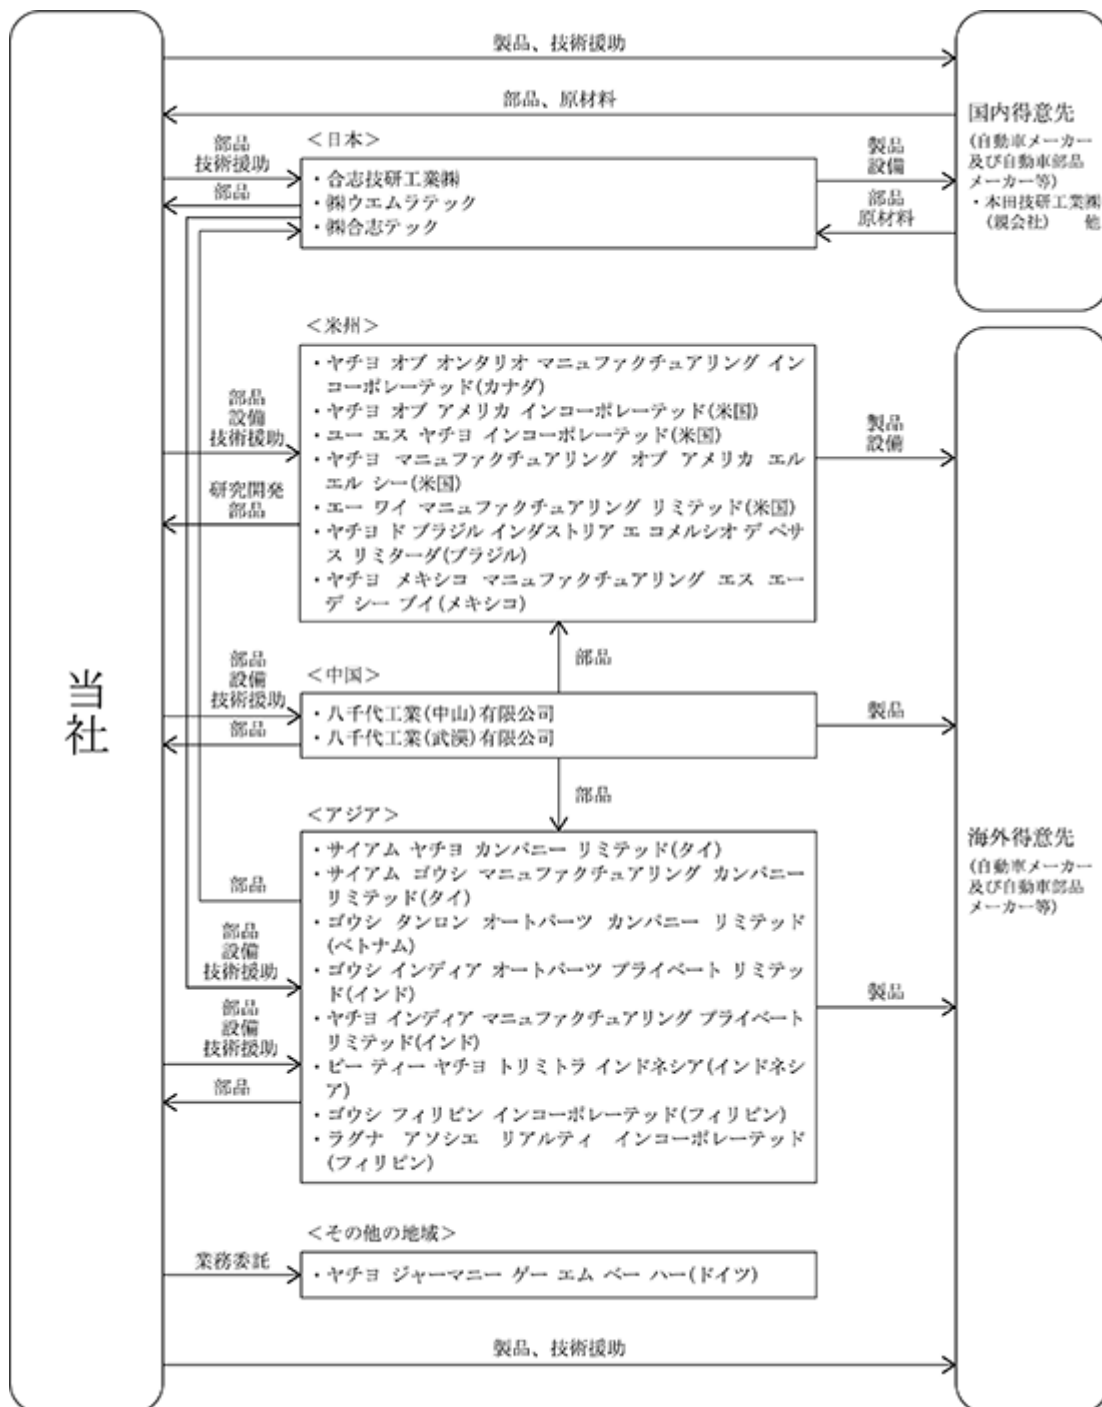 製品、技術援助
部品、原材料
国内得意先
(自動車メーカー
及び自動車部品
メーカー等)
・本田技研工業㈱
(親会社) 他
部品
技術援助
部品
＜日本＞
・合志技研工業㈱
・㈱ウエムラテック
・㈱合志テック
製品
設備
部品
原材料
＜米州＞
・ヤチヨ オブ オンタリオ マニュファクチュアリング イン
コーポレーテッド(カナダ)
・ヤチヨ オブ アメリカ インコーポレーテッド(米国)
・ユー エス ヤチヨ インコーポレーテッド(米国)
・ヤチヨ マニュファクチュアリング オブ アメリカ エル
エル シー(米国)
・エー ワイ マニュファクチュアリング リミテッド(米国)
・ヤチヨ ド ブラジル インダストリア エ コメルシオ デ ペサ
ス リミターダ(ブラジル)
・ヤチヨ メキシコ マニュファクチュアリング エス エー
デ シー ブイ(メキシコ)
部品
設備
技術援助
研究開発
部品
製品
設備
当社
部品
部品
設備
技術援助
部品
＜中国＞
・八千代工業(中山)有限公司
・八千代工業(武漢)有限公司
製品
部品
海外得意先
(自動車メーカー
及び自動車部品
メーカー等)
＜アジア＞
・サイアム ヤチヨ カンパニー リミテッド(タイ)
・サイアム ゴウシ マニュファクチュアリング カンパニー
リミテッド(タイ)
・ゴウシ タンロン オートパーツ カンパニー リミテッド
(ベトナム)
・ゴウシ インディア オートパーツ プライベート リミテッ
ド(インド)
・ヤチヨ インディア マニュファクチュアリング プライベート
リミテッド(インド)
・ピー ティー ヤチヨ トリミトラ インドネシア(インドネシ
ア)
・ゴウシ フィリピン インコーポレーテッド(フィリピン)
・ラグナ アソシエ リアルティ インコーポレーテッド
(フィリピン)
部品
部品
設備
技術援助
部品
設備
技術援助
部品
製品
＜その他の地域＞
業務委託
・ヤチヨ ジャーマニー ゲー エム ベー ハー(ドイツ)
製品、技術援助